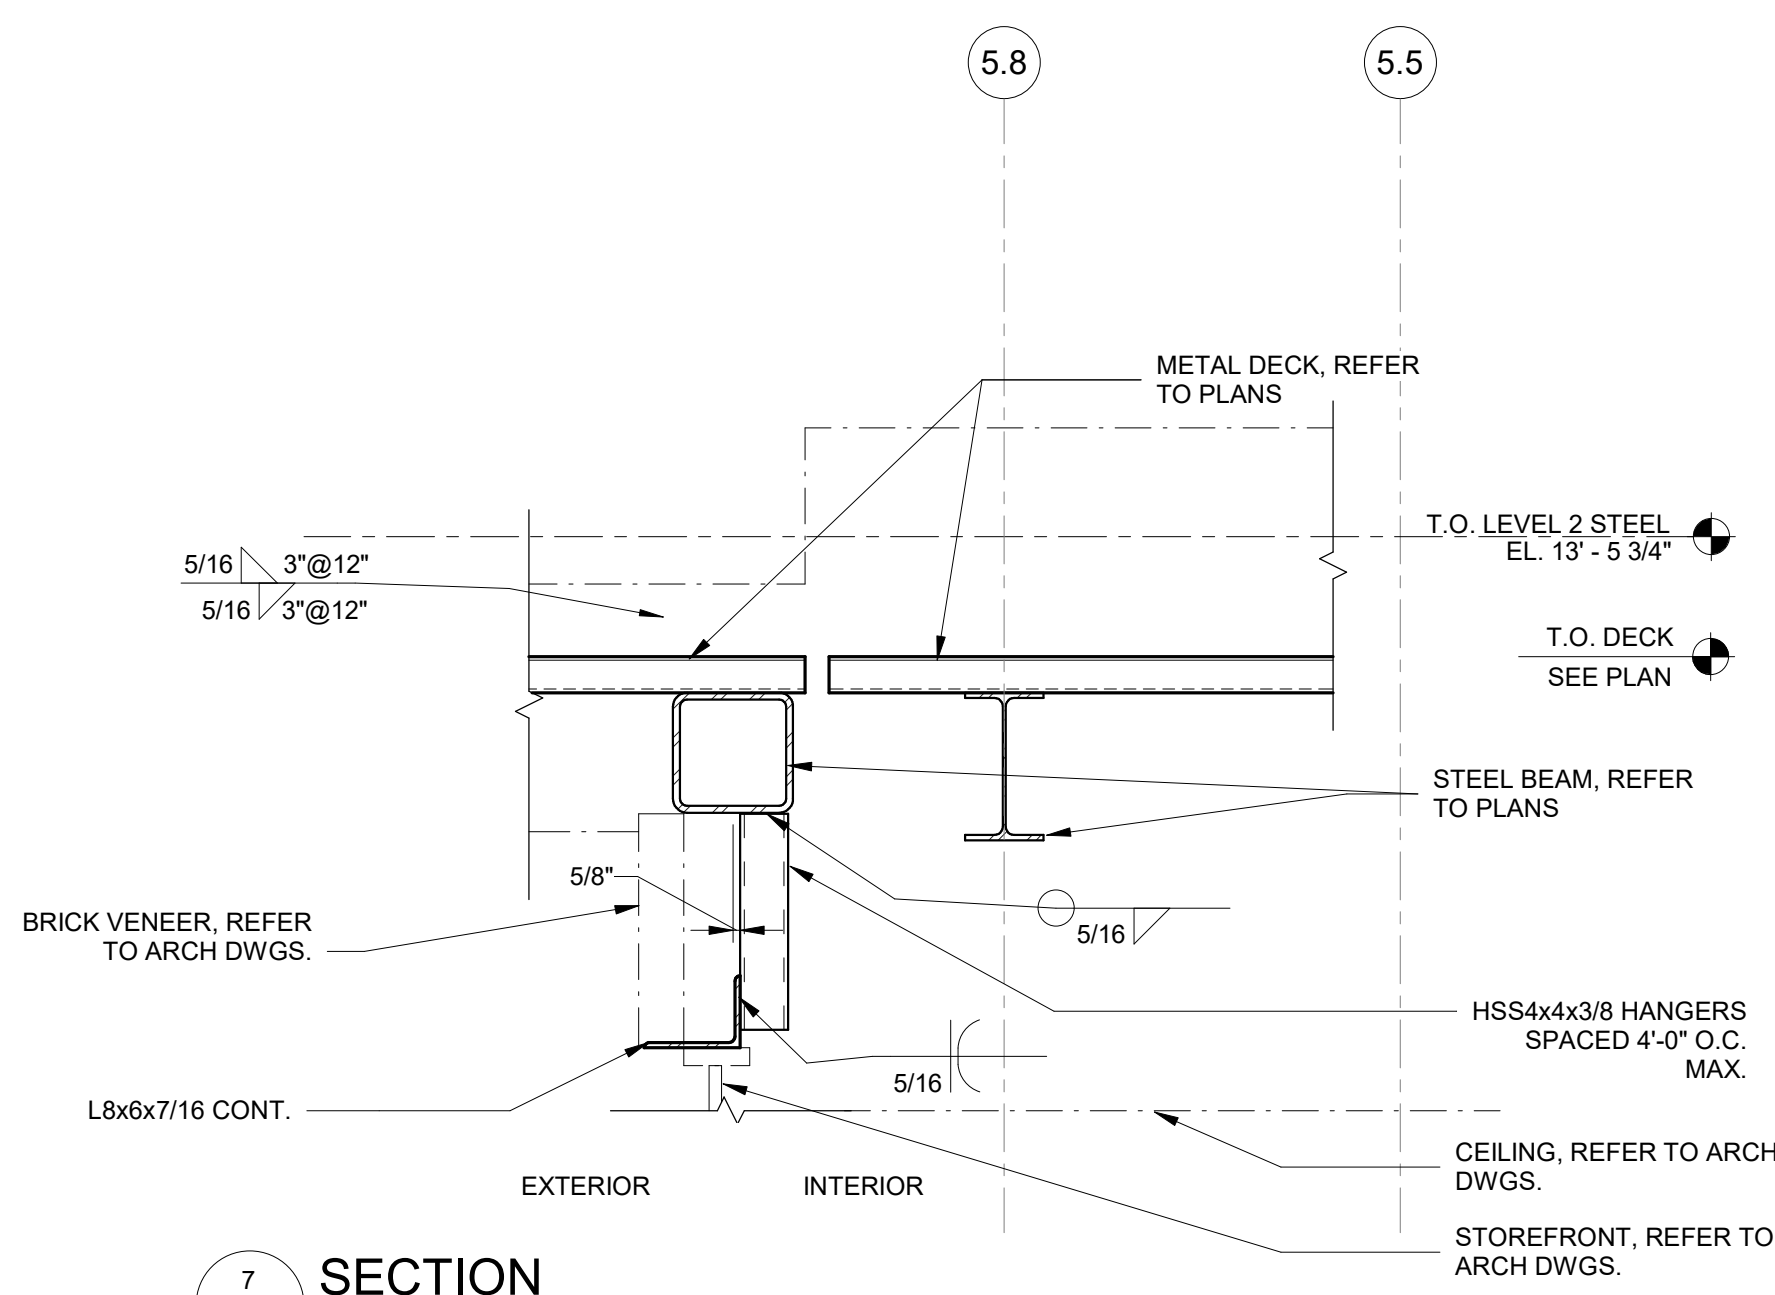 5.8
5.5
METAL DECK, REFER
TO PLANS
T.O. LEVEL 2 STEEL
EL. 13' - 5 3/4"
5/16 3"@12"
5/16 3"@12"
T.O. DECK
SEE PLAN
STEEL BEAM, REFER
TO PLANS
5/8"
BRICK VENEER, REFER
TO ARCH DWGS.
5/16
HSS4x4x3/8 HANGERS
SPACED 4'-0" O.C.
MAX.
5/16
L8x6x7/16 CONT.
CEILING, REFER TO ARCH
DWGS.
EXTERIOR
INTERIOR
STOREFRONT, REFER TO
ARCH DWGS.
7
SECTION